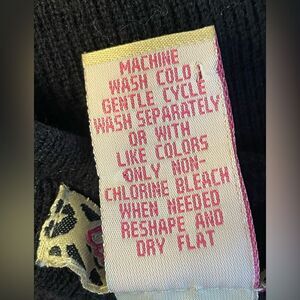 MACHINE
WASH COLD
GENTLE CYCLE
WASH SEPARATELY
OR WITH
LIKE COLORS
ONLY NON-
CHLORINE BLEACH
WHEN NEEDED
RESHAPE AND
DRY FLAT